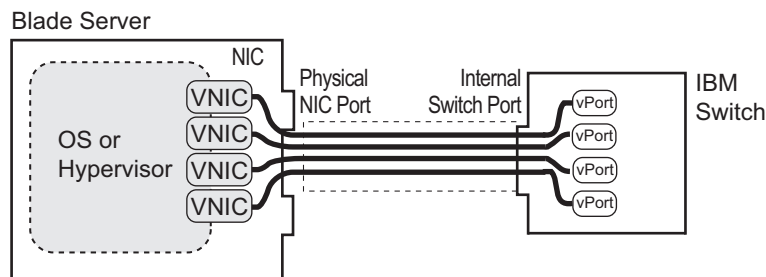 Blade Server
NIC
VNIC
VNIC
VNIC
VNIC
OS or
Hypervisor
Physical
NIC Port
Internal
Switch Port
vPort
vPort
vPort
vPort
IBM
Switch